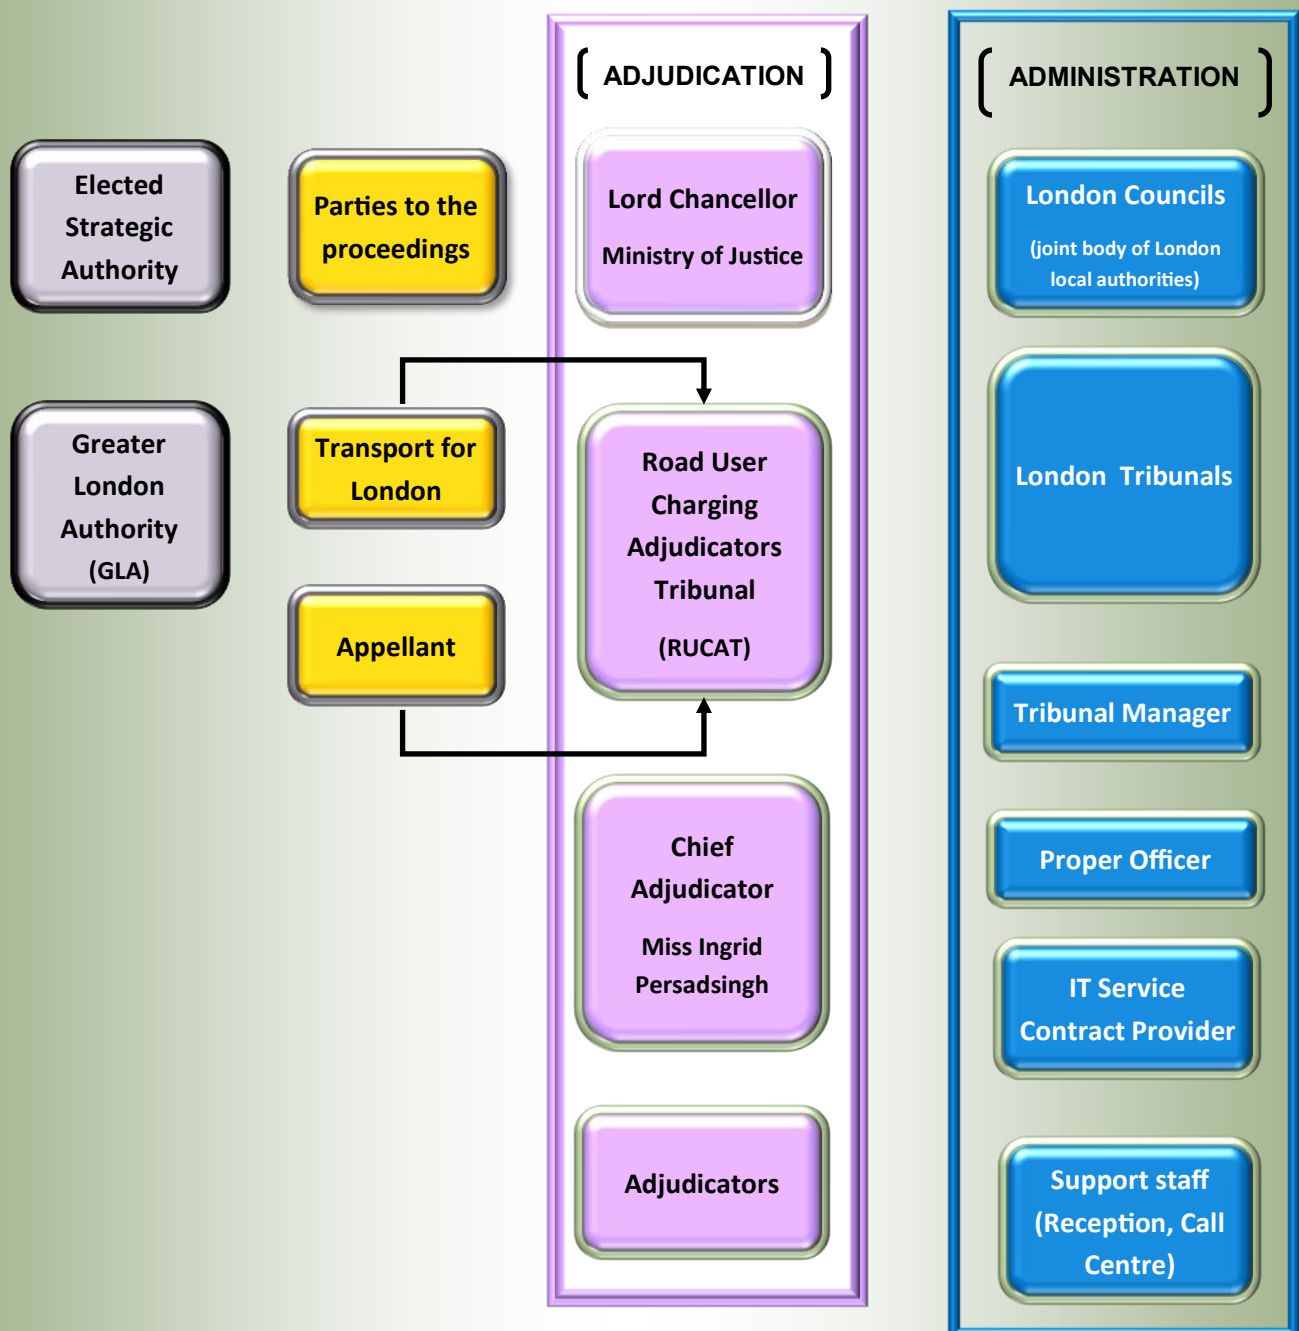 Elected
Strategic
Authority
Greater
London
Authority
(GLA)
Parties to the
proceedings
Transport for
London
Appellant
ADJUDICATION
Lord Chancellor
Ministry of Justice
Road User
Charging
Adjudicators
Tribunal
(RUCAT)
Chief
Adjudicator
Miss Ingrid
Persadsingh
Adjudicators
ADMINISTRATION
London Councils
(joint body of London
local authorities)
London Tribunals
Tribunal Manager
Proper Officer
IT Service
Contract Provider
Support staff
(Reception, Call
Centre)